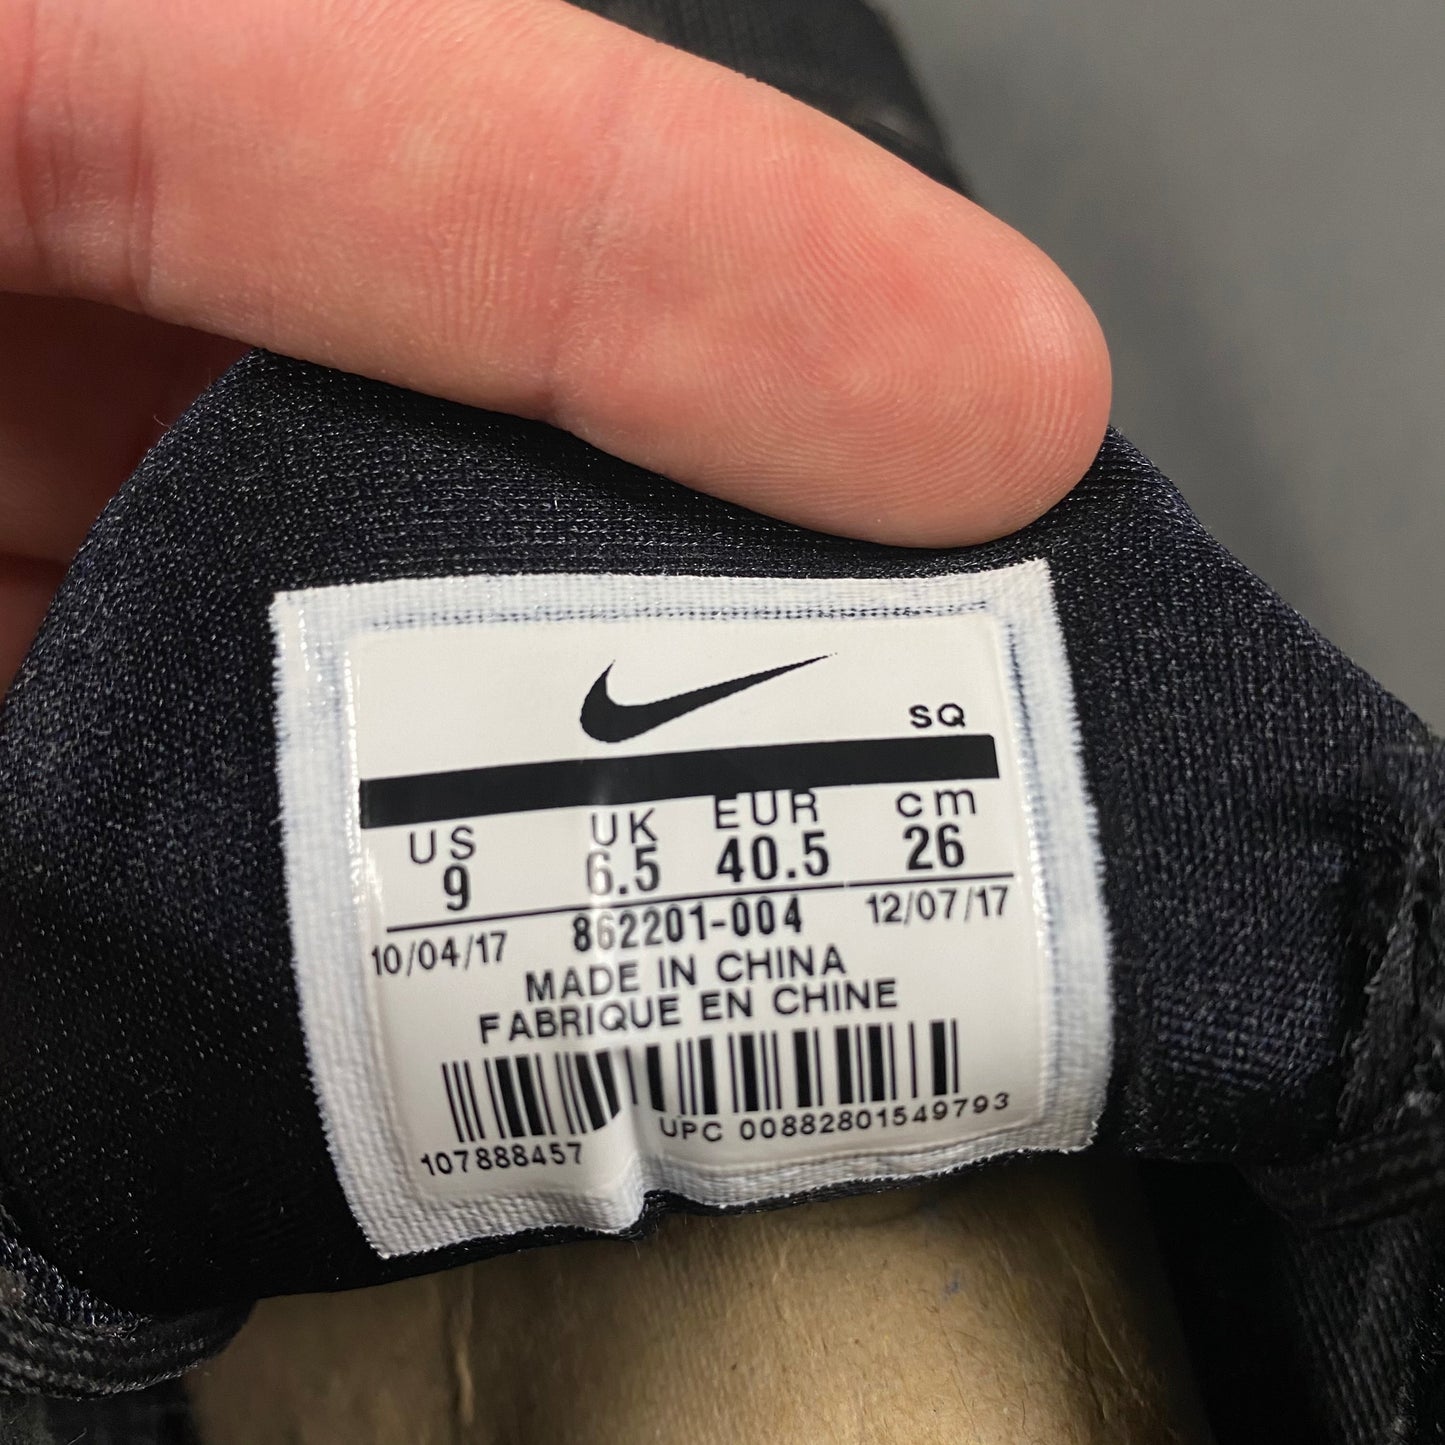 SQ
US UK EUR cm
9 6.5 40.5 26
10/04/17 862201-004 12/07/17
MADE IN CHINA
FABRIQUE EN CHINE
107888457 UPC 00882801549793